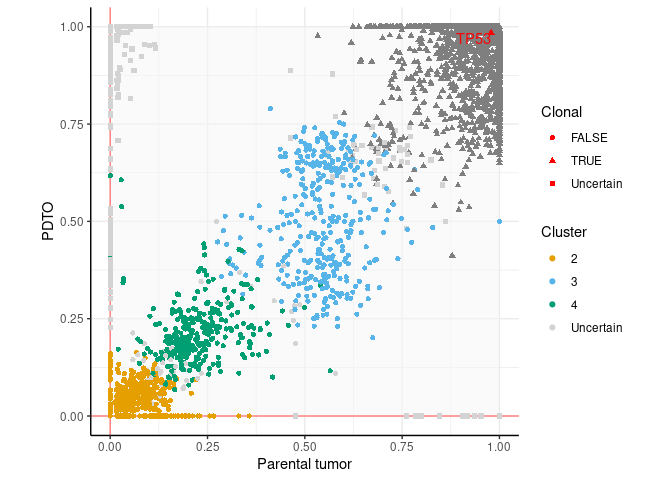 1.00
0.75
0.50
0.25
0.00
PDTO
0.00
0.25
0.50
0.75
1.00
Parental tumor
TP53
Clonal
FALSE
TRUE
Uncertain
Cluster
2
3
4
Uncertain